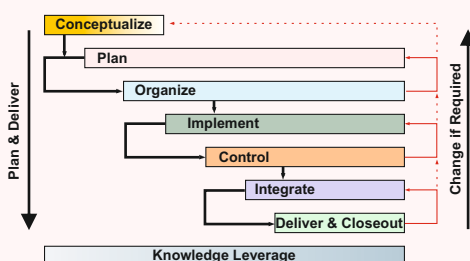 Conceptualize
Plan
Organize
Implement
Control
Integrate
Deliver & Closeout
Knowledge Leverage
Plan & Deliver
Change if Required